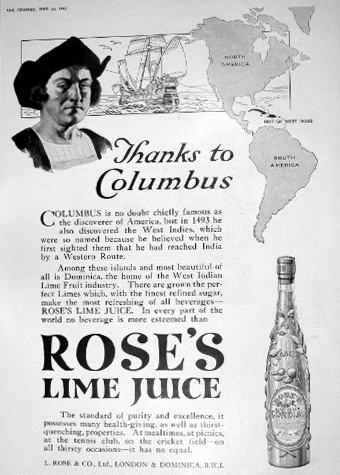 THE GRAPHIC, MAY
NORTH
AMERICA
BRITISH WEST INDIES
SOUTH
AMERICA
Thanks to
Columbus
COLUMBUS is no doubt chiefly famous as
the discoverer of America, but in 1493 he
also discovered the West Indies, which
were so named because he believed when he
first sighted them that he had reached India
by a Western Route.
Among these islands and most beautiful of
all is Dominica, the home of the West Indian
Lime Fruit industry. There are grown the per-
fect Limes which, with the finest refined sugar,
make the most refreshing of all beverages—
ROSE'S LIME JUICE. In every part of the
world no beverage is more esteemed than
ROSE'S
LIME JUICE
The standard of purity and excellence, it
possesses many health-giving, as well as thirst-
quenching, properties. At mealtimes, at picnics,
at the tennis club, on the cricket field—on
all thirsty occasions—it has no equal.
L. ROSE & CO., Ltd., LONDON & DOMINICA, B.W.I.